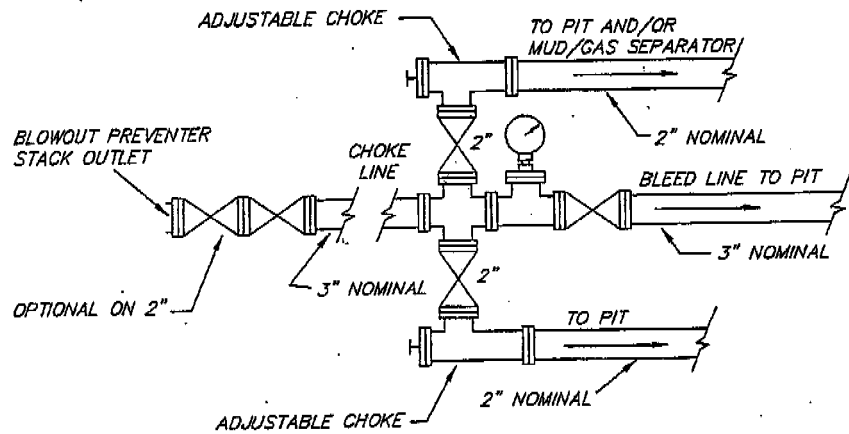 ADJUSTABLE CHOKE
TO PIT AND/OR
MUD/GAS SEPARATOR
2" NOMINAL
2"
BLOWOUT PREVENTER
STACK OUTLET
CHOKE
LINE
BLEED LINE TO PIT
3" NOMINAL
3" NOMINAL
OPTIONAL ON 2"
2"
TO PIT
2" NOMINAL
ADJUSTABLE CHOKE